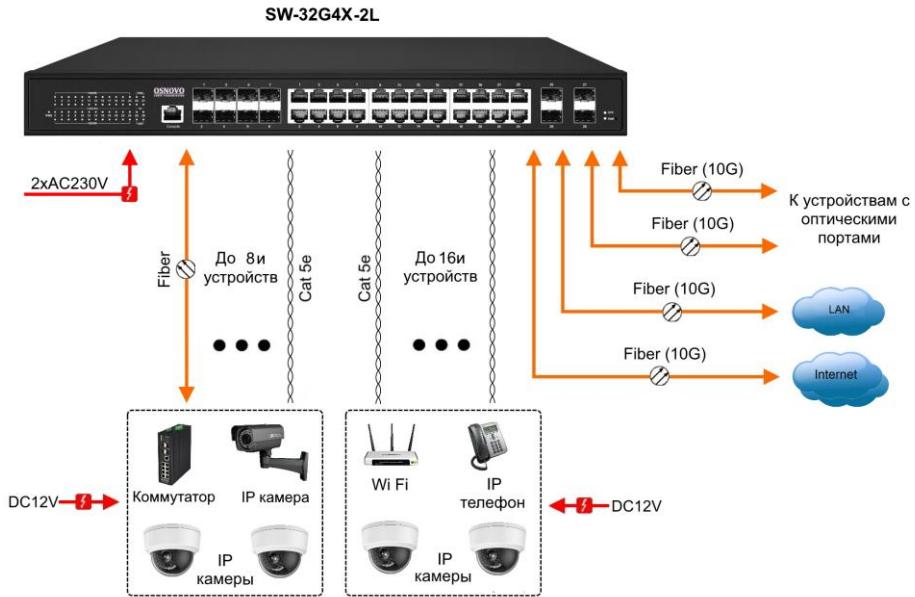 SW-32G4X-2L
OSNOVO
Console
2xAC230V
Fiber
До 8и
устройств
Cat 5e
Cat 5e
До 16и
устройств
Fiber (10G)
Fiber (10G)
Fiber (10G)
Fiber (10G)
К устройствам с
оптическими
портами
LAN
Internet
DC12V
Коммутатор
IP камера
IP
камеры
Wi Fi
IP
телефон
IP
камеры
DC12V